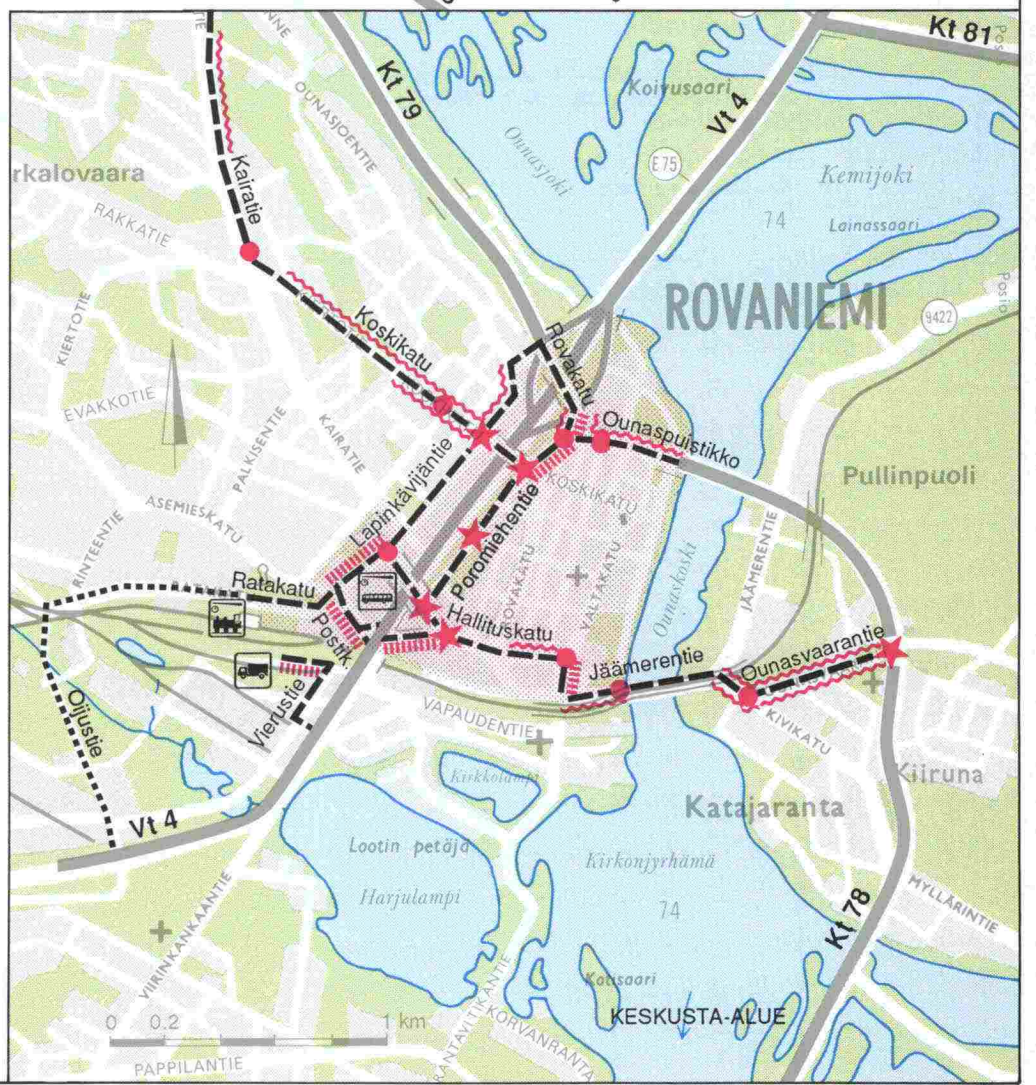 Kt 81
Posio
OUNASJOENTIE
Kt 79
Koivusaari
Vt 4
Ounasjoki
E75
Kemijoki
rkalovaara
Kairatie
74
Lainassaari
RAKKATIE
ROVANIEMI
Posio
9422
KIERTOTIE
Koskikatu
Rovakatu
EVAKKOTIE
PALKISENTIE
KAIRATIE
Ounaspuistikko
Lapinkävijäntie
KOSKIKATU
Pullinpuoli
ASEMIESKATU
Poromiehentie
ROVAKATU
VALTAKATU
Ounaskoski
JÄÄMERENTIE
RINTEENTIE
Ratakatu
Hallituskatu
Postik.
Jäämerentie
Ounasvaarantie
Oijustie
Vierustie
VAPAUDENTIE
KIVIKATU
Kirkkolampi
Kiiruna
Katajaranta
Vt 4
Lootin petäjä
Kirkonjyrhämä
Harjulampi
74
MYLLÄRINTIE
VIIRINKANKAANTIE
Kt 78
Kotisaari
RANTAVITIKANTIE
KORVANRANTA
KESKUSTA-ALUE
0 0.2 1 km
PAPPILANTIE